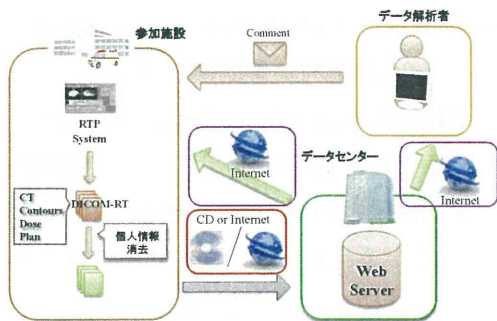 参加施設
Comment
データ解析者
RTP
System
Internet
データセンター
Internet
CT
Contours
Dose
Plan
DICOM-RT
個人情報
消去
CD or Internet
Web
Server